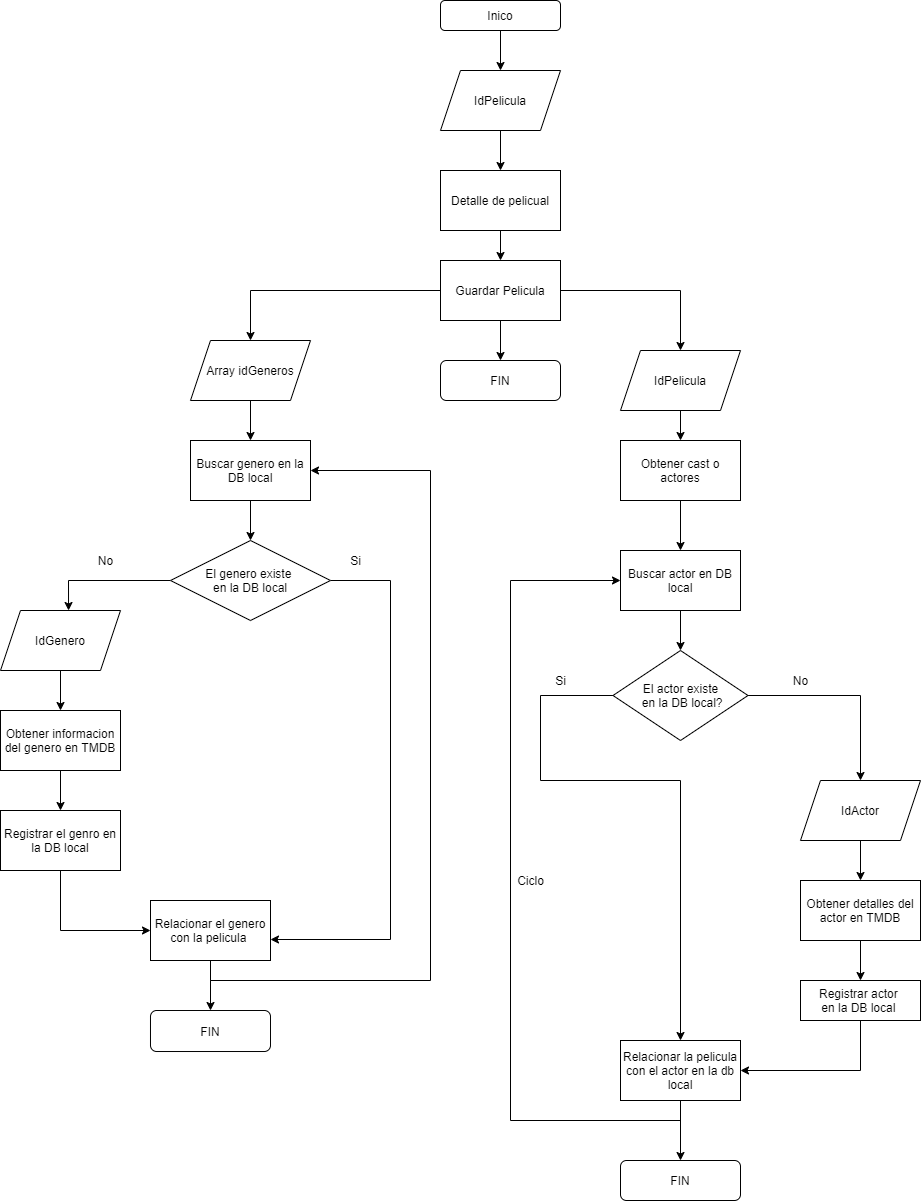 Inico
IdPelicula
Detalle de pelicual
Guardar Pelicula
FIN
Array idGeneros
Buscar genero en la
DB local
El genero existe
en la DB local
No
Si
IdGenero
Obtener informacion
del genero en TMDB
Registrar el genro en
la DB local
Relacionar el genero
con la pelicula
FIN
IdPelicula
Obtener cast o
actores
Buscar actor en DB
local
El actor existe
en la DB local?
Si
No
IdActor
Obtener detalles del
actor en TMDB
Registrar actor
en la DB local
Ciclo
Relacionar la pelicula
con el actor en la db
local
FIN